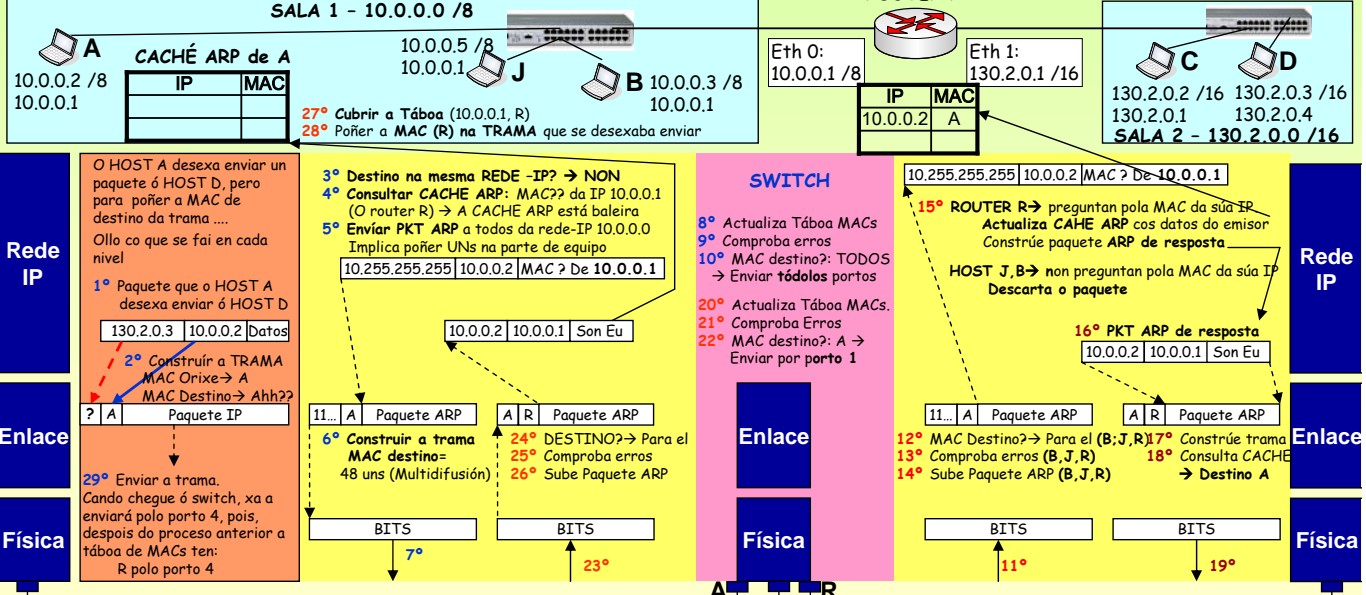 SALA 1 – 10.0.0.0 /8
A
10.0.0.2 /8
10.0.0.1
CACHÉ ARP de A
IP MAC
10.0.0.5 /8
10.0.0.1
J
B
10.0.0.3 /8
10.0.0.1
27º Cubrir a Táboa (10.0.0.1, R)
28º Poñer a MAC (R) na TRAMA que se desexaba enviar
Eth 0:
10.0.0.1 /8
Eth 1:
130.2.0.1 /16
IP MAC
10.0.0.2 A
C
D
130.2.0.2 /16
130.2.0.1
130.2.0.3 /16
130.2.0.4
SALA 2 – 130.2.0.0 /16
Rede
IP
Enlace
Física
O HOST A desexa enviar un
paquete ó HOST D, pero
para poñer a MAC de
destino da trama ....
Ollo co que se fai en cada
nivel
1º Paquete que o HOST A
desexa enviar ó HOST D
130.2.0.3 10.0.0.2 Datos
2º Construir a TRAMA
MAC Orixe→ A
MAC Destino→ Ahh??
? A Paquete IP
29º Enviar a trama.
Cando chegue ó switch, xa a
enviará polo porto 4, pois,
despois do proceso anterior a
táboa de MACs ten:
R polo porto 4
3º Destino na mesma REDE –IP? → NON
4º Consultar CACHE ARP: MAC?? da IP 10.0.0.1
(O router R) → A CACHE ARP está baleira
5º Envíar PKT ARP a todos da rede-IP 10.0.0.0
Implica poñer UNs na parte de equipo
10.255.255.255 10.0.0.2 MAC ? De 10.0.0.1
10.0.0.2 10.0.0.1 Son Eu
11... A Paquete ARP
6º Construir a trama
MAC destino=
48 uns (Multidifusión)
A R Paquete ARP
24º DESTINO?→ Para el
25º Comproba erros
26º Sube Paquete ARP
BITS
7º
BITS
23º
SWITCH
8º Actualiza Táboa MACs
9º Comproba erros
10º MAC destino?: TODOS
→ Enviar tódolos portos
20º Actualiza Táboa MACs.
21º Comproba Erros
22º MAC destino?: A →
Enviar por porto 1
Enlace
Física
A
R
10.255.255.255 10.0.0.2 MAC ? De 10.0.0.1
15º ROUTER R→ preguntan pola MAC da súa IP
Actualiza CAHE ARP cos datos do emisor
Constrúe paquete ARP de resposta
HOST J,B→ non preguntan pola MAC da súa IP
Descarta o paquete
16º PKT ARP de resposta
10.0.0.2 10.0.0.1 Son Eu
11... A Paquete ARP
12º MAC Destino?→ Para el (B;J,R)
13º Comproba erros (B,J,R)
14º Sube Paquete ARP (B,J,R)
A R Paquete ARP
17º Constrúe trama
18º Consulta CACHE
→ Destino A
BITS
11º
BITS
19º
Rede
IP
Enlace
Física